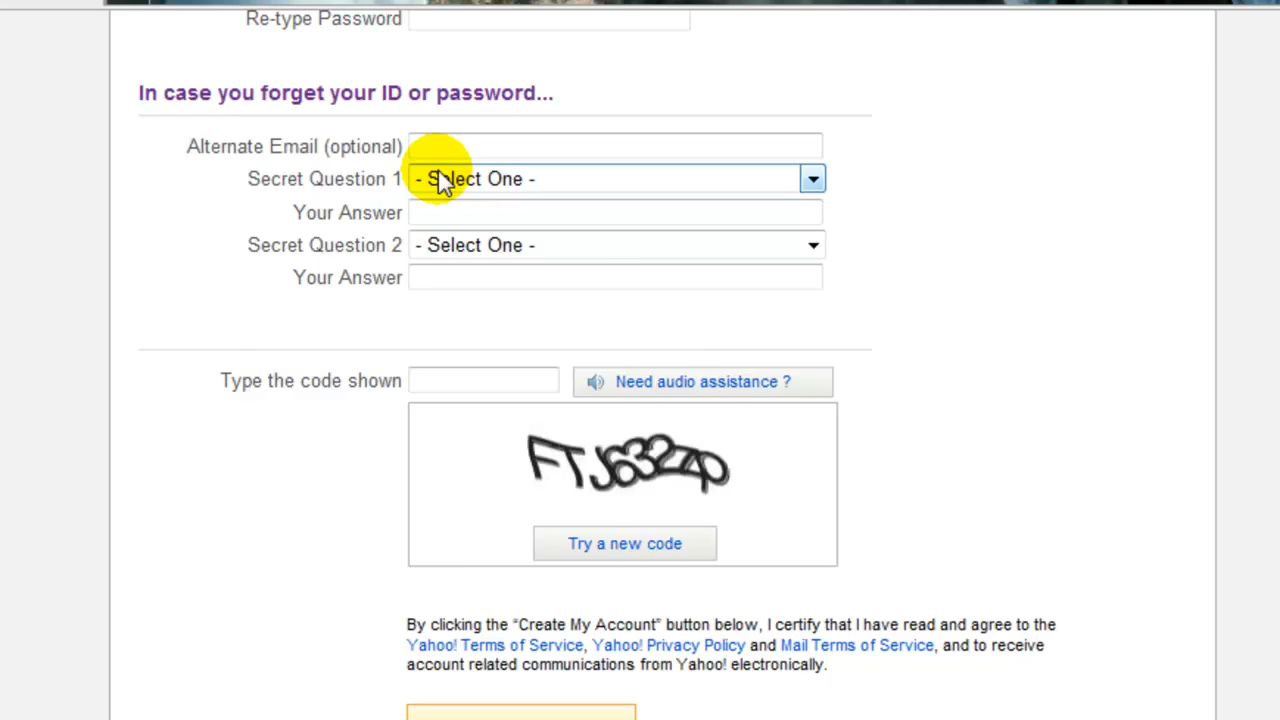 Re-type Password
In case you forget your ID or password...
Alternate Email (optional)
Secret Question 1 - Select One -
Your Answer
Secret Question 2 - Select One -
Your Answer
Type the code shown Need audio assistance ?
Try a new code
By clicking the “Create My Account” button below, I certify that I have read and agree to the
Yahoo! Terms of Service, Yahoo! Privacy Policy and Mail Terms of Service, and to receive
account related communications from Yahoo! electronically.